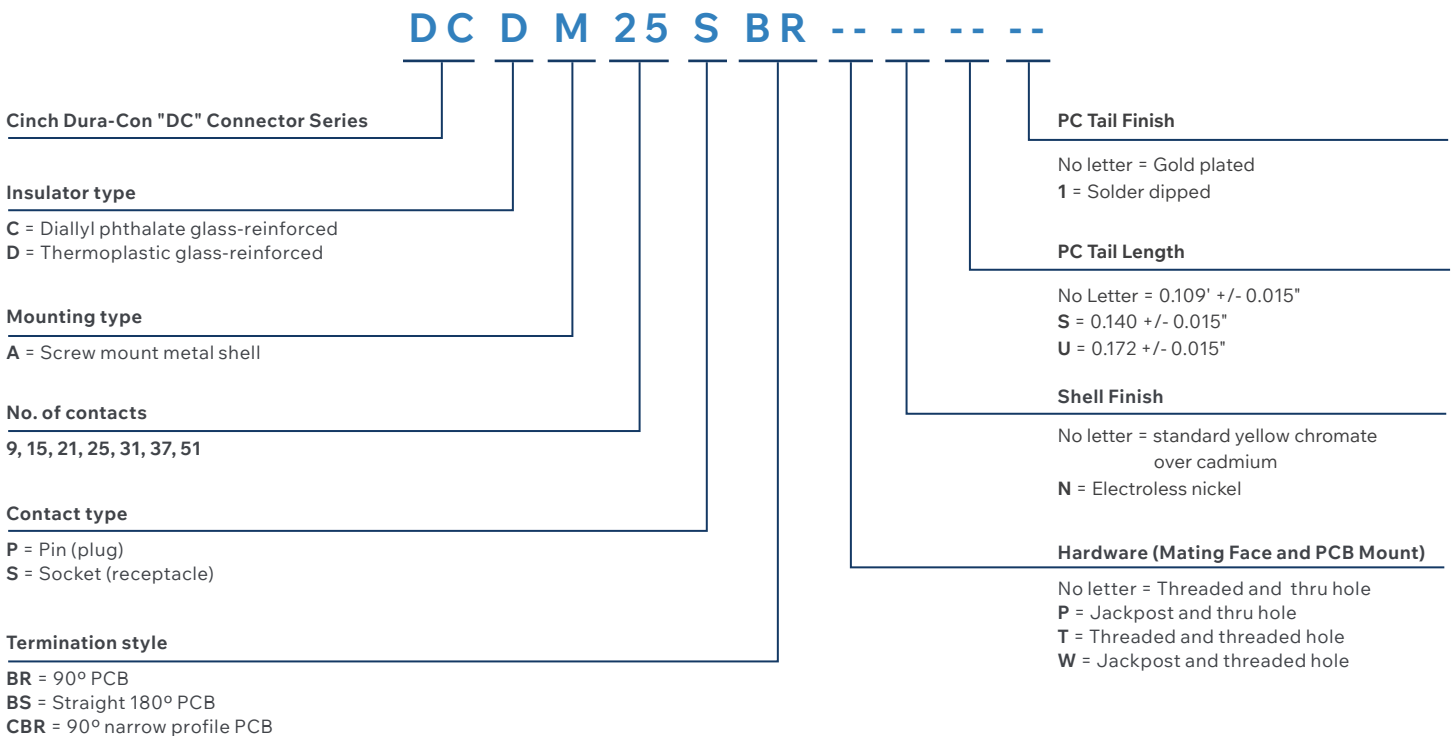 DC D M 25 S BR -- -- -- --
Cinch Dura-Con "DC" Connector Series
Insulator type
C = Diallyl phthalate glass-reinforced
D = Thermoplastic glass-reinforced
Mounting type
A = Screw mount metal shell
No. of contacts
9, 15, 21, 25, 31, 37, 51
Contact type
P = Pin (plug)
S = Socket (receptacle)
Termination style
BR = 90º PCB
BS = Straight 180º PCB
CBR = 90º narrow profile PCB
PC Tail Finish
No letter = Gold plated
1 = Solder dipped
PC Tail Length
No Letter = 0.109' +/- 0.015"
S = 0.140 +/- 0.015"
U = 0.172 +/- 0.015"
Shell Finish
No letter = standard yellow chromate
over cadmium
N = Electroless nickel
Hardware (Mating Face and PCB Mount)
No letter = Threaded and thru hole
P = Jackpost and thru hole
T = Threaded and threaded hole
W = Jackpost and threaded hole